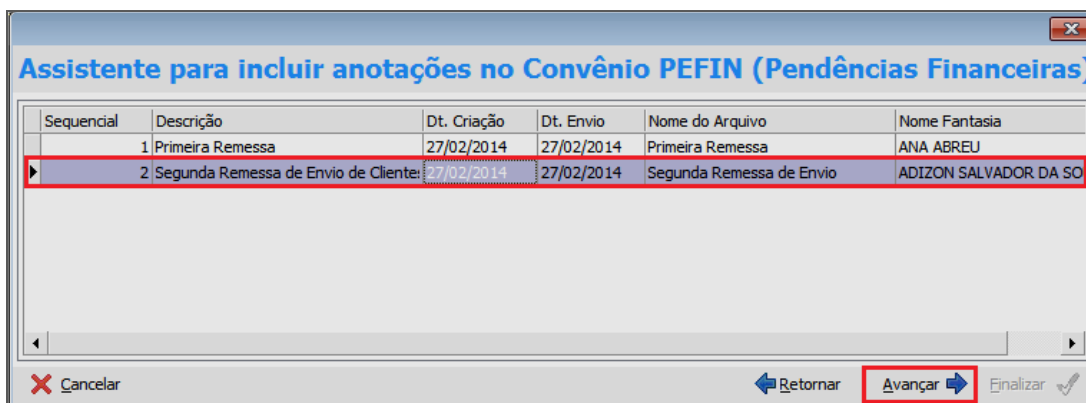 Assistente para incluir anotações no Convênio PEFIN (Pendências Financeiras)
Sequencial Descrição Dt. Criação Dt. Envio Nome do Arquivo Nome Fantasia
1 Primeira Remessa 27/02/2014 27/02/2014 Primeira Remessa ANA ABREU
2 Segunda Remessa de Envio de Cliente 27/02/2014 27/02/2014 Segunda Remessa de Envio ADIZON SALVADOR DA SO
Cancelar Retornar Avançar Finalizar